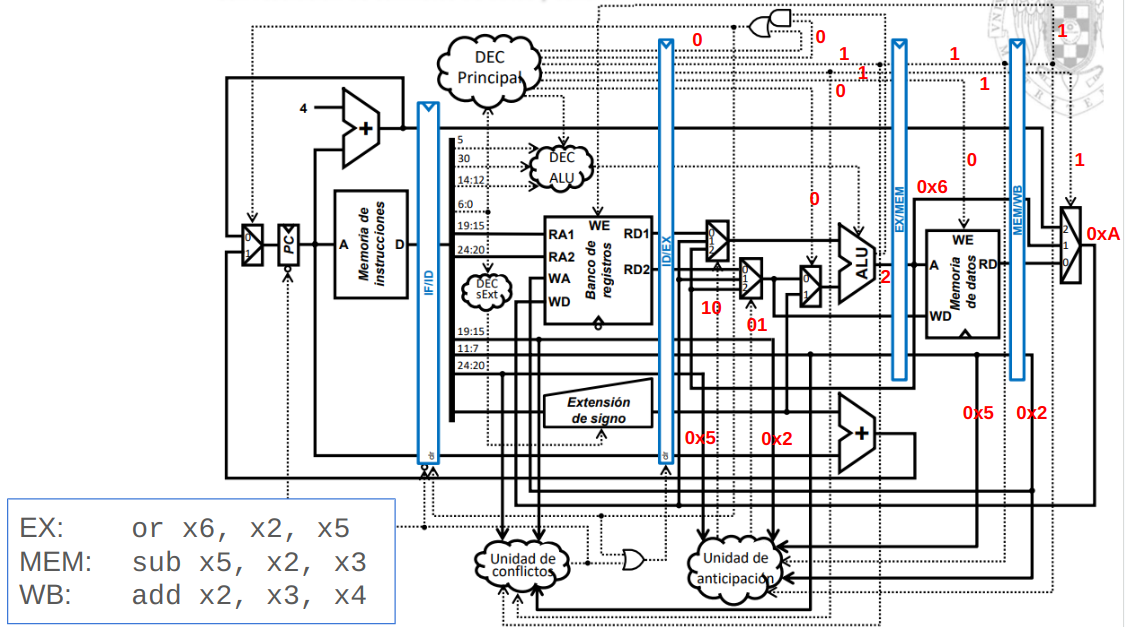 0
0
1
1
1
1
1
0
DEC
Principal
4
+
5
30
14:12
6:0
19:15
24:20
DEC
ALU
0
1
0
0x6
0xA
0
1
PC
A
Memoria de
instrucciones
D
IF/ID
DEC
sExt
RA1
RA2
WA
WD
WE
Banco de
registros
RD1
RD2
ID/EX
0
1
2
0
1
2
0
1
ALU
2
EX/MEM
WE
A
RD
Memoria
de datos
WD
MEM/WB
2
1
0
10
01
19:15
11:7
24:20
Extensión
de signo
+
0x5
0x2
0x5
0x2
clr
clr
Unidad de
conflictos
Unidad de
anticipación
EX: or x6, x2, x5
MEM: sub x5, x2, x3
WB: add x2, x3, x4